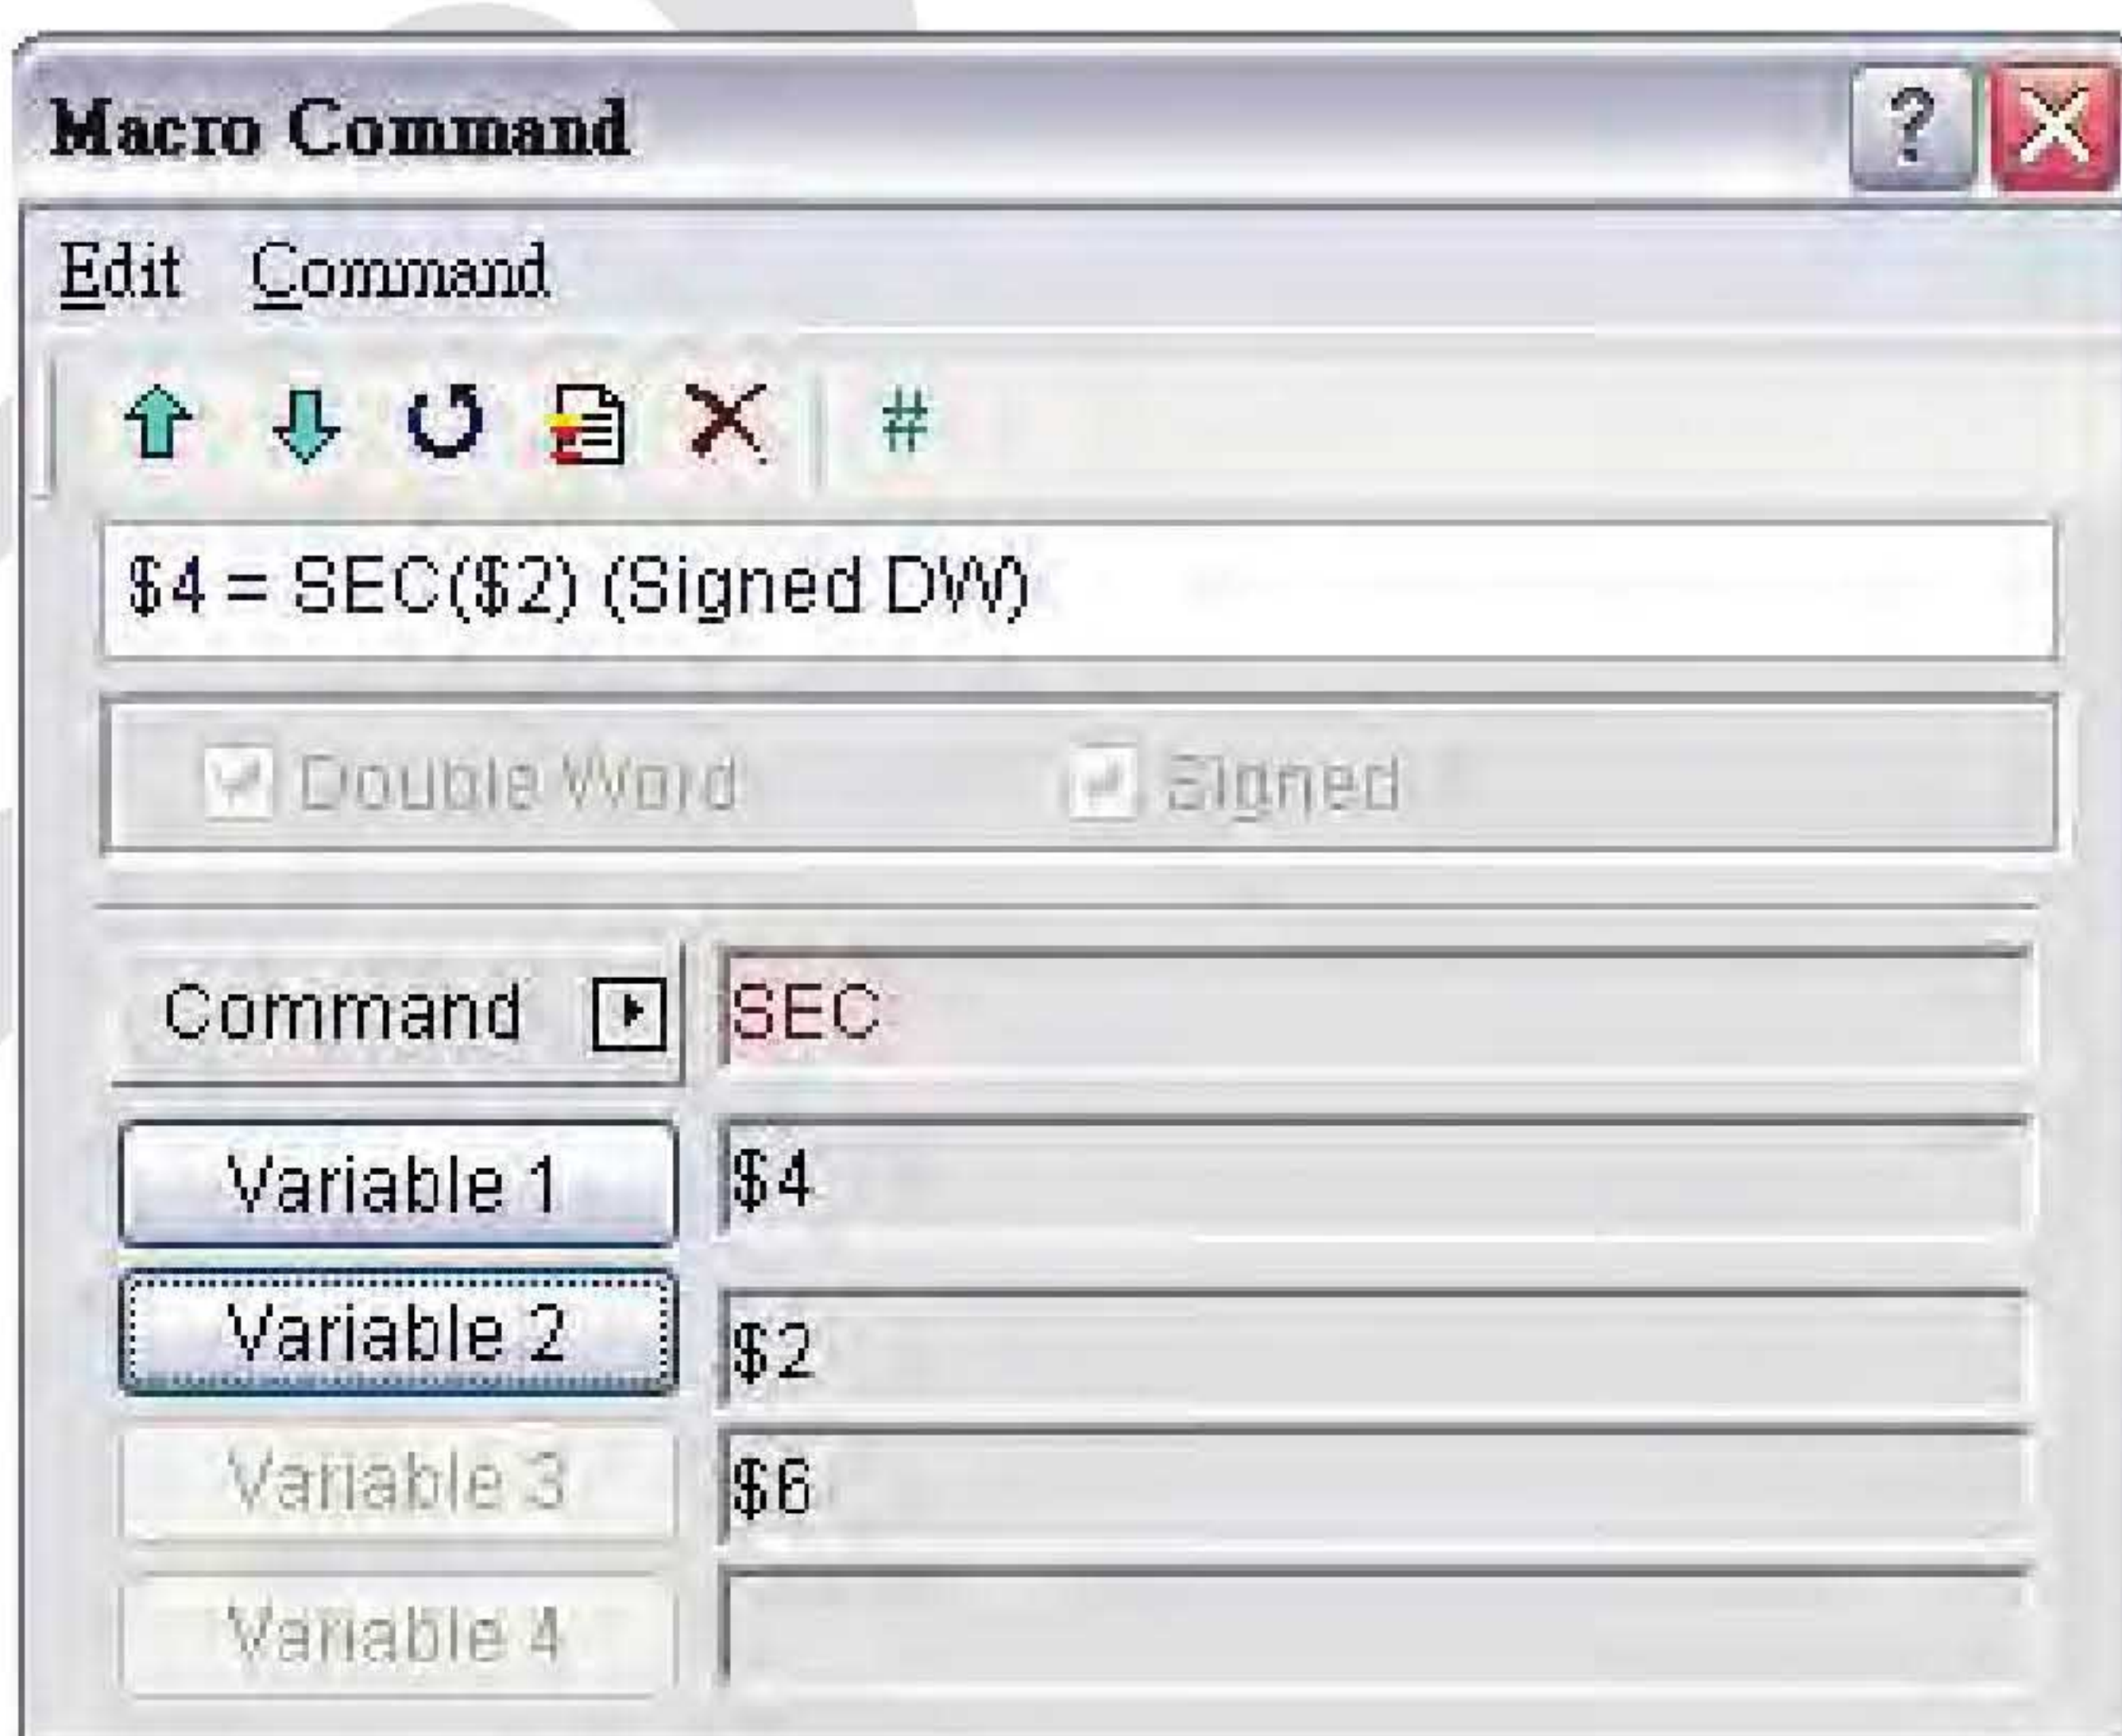 Macro Command
?
Edit Command
#
$4 = SEC($2) (Signed DW)
Double Word Signed
Command SEC
Variable 1 $4
Variable 2 $2
Variable 3 $6
Variable 4